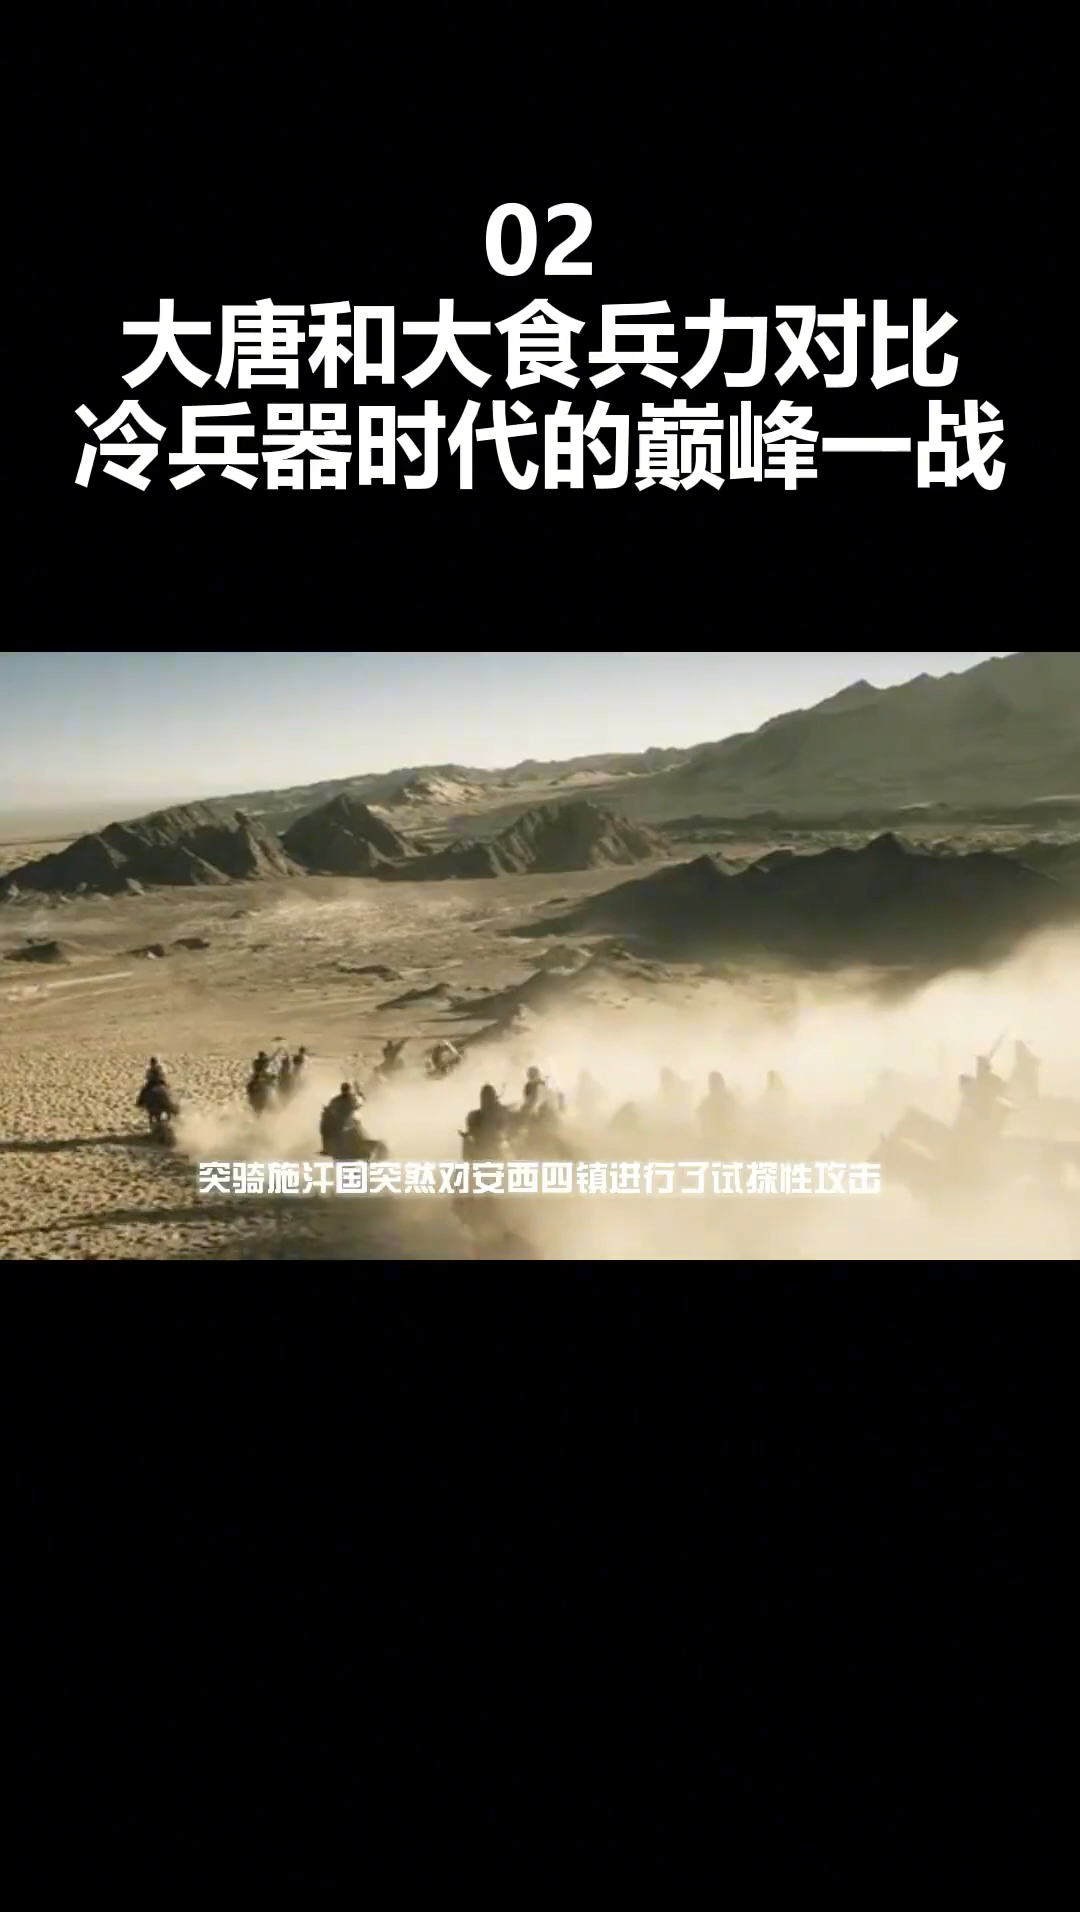 02
大唐和大食兵力对比
冷兵器时代的巅峰一战
突骑施汗国突然对安西四镇进行了试探性攻击